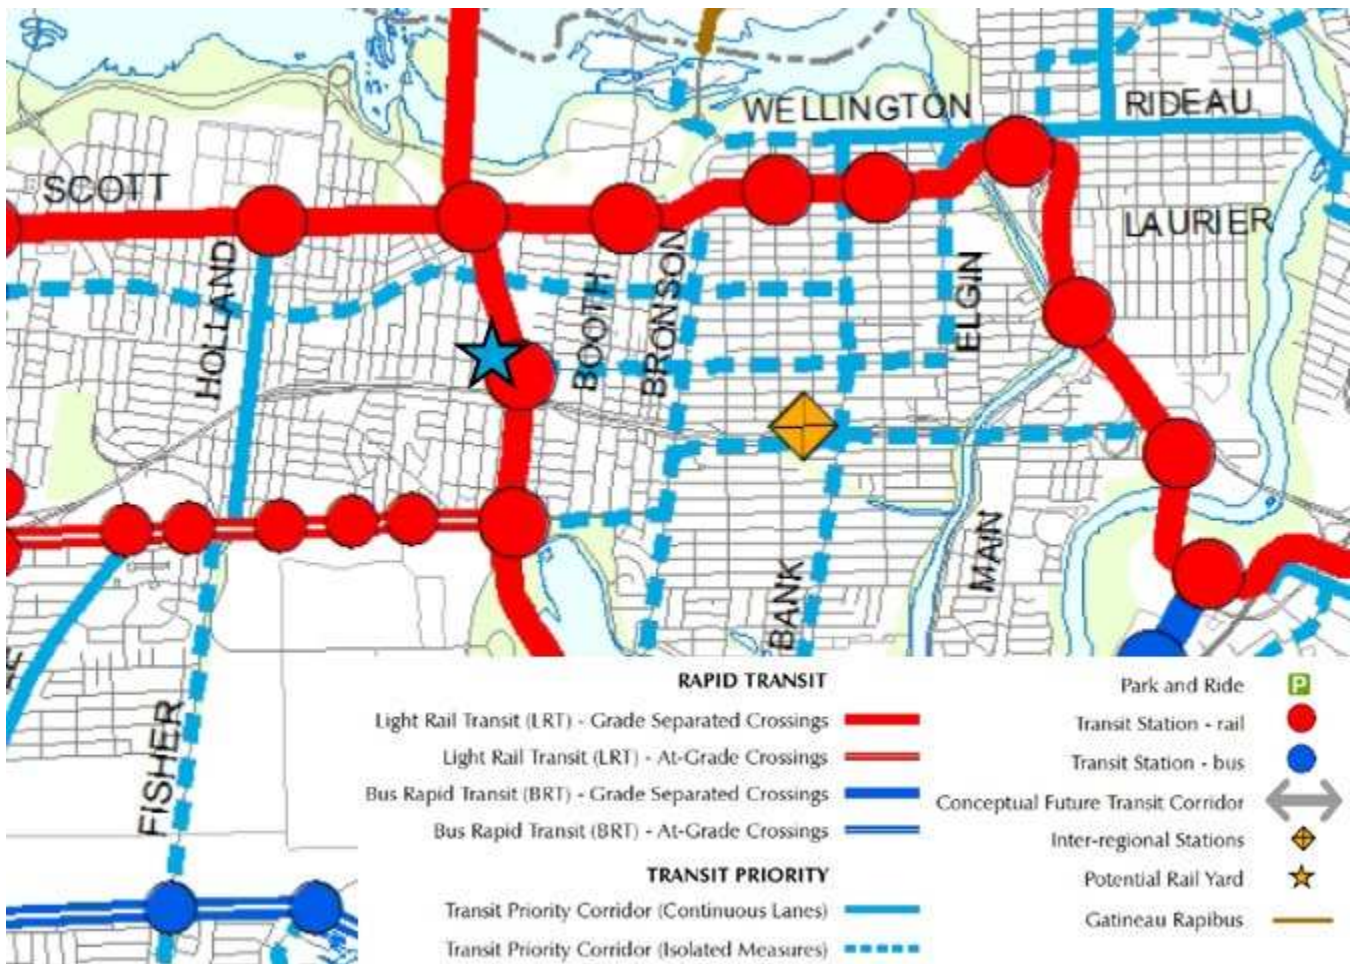 WELLINGTON
RIDEAU
SCOTT
LAURIER
HOLLAND
BOOTH
BRONSON
ELGIN
MAIN
BANK
FISHER
RAPID TRANSIT
Light Rail Transit (LRT) - Grade Separated Crossings
Light Rail Transit (LRT) - At-Grade Crossings
Bus Rapid Transit (BRT) - Grade Separated Crossings
Bus Rapid Transit (BRT) - At-Grade Crossings
TRANSIT PRIORITY
Transit Priority Corridor (Continuous Lanes)
Transit Priority Corridor (Isolated Measures)
Park and Ride P
Transit Station - rail
Transit Station - bus
Conceptual Future Transit Corridor
Inter-regional Stations
Potential Rail Yard
Gatineau Rapibus